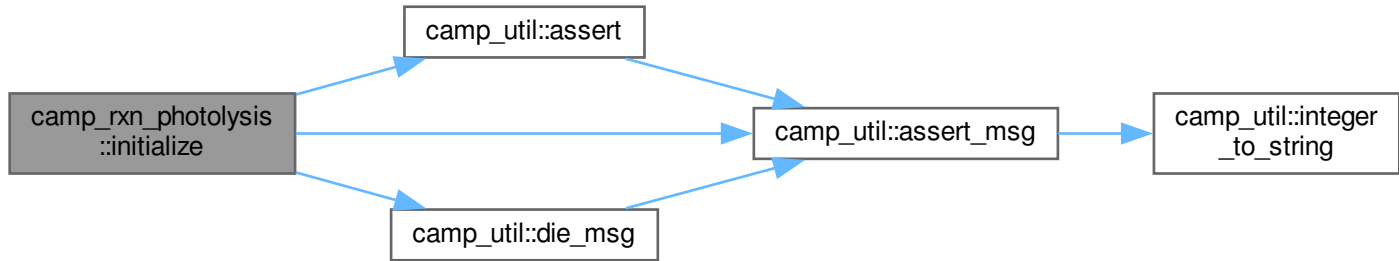 camp_rxn_photolysis
::initialize
camp_util::assert
camp_util::die_msg
camp_util::assert_msg
camp_util::integer
_to_string